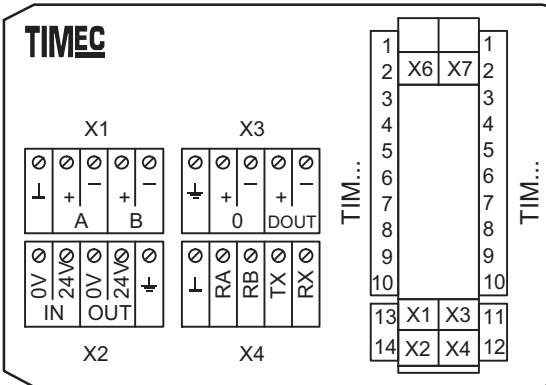 TIMEC
X1
⊥ + − + −
A B
0V 24V 0V 24V ⏚
IN OUT
X2
X3
⏚ + − + −
0 DOUT
⊥ RA RB TX RX
X4
TIM...
1 1
2 X6 X7 2
3 3
4 4
5 5
6 6
7 7
8 8
9 9
10 10
13 X1 X3 11
14 X2 X4 12
TIM...